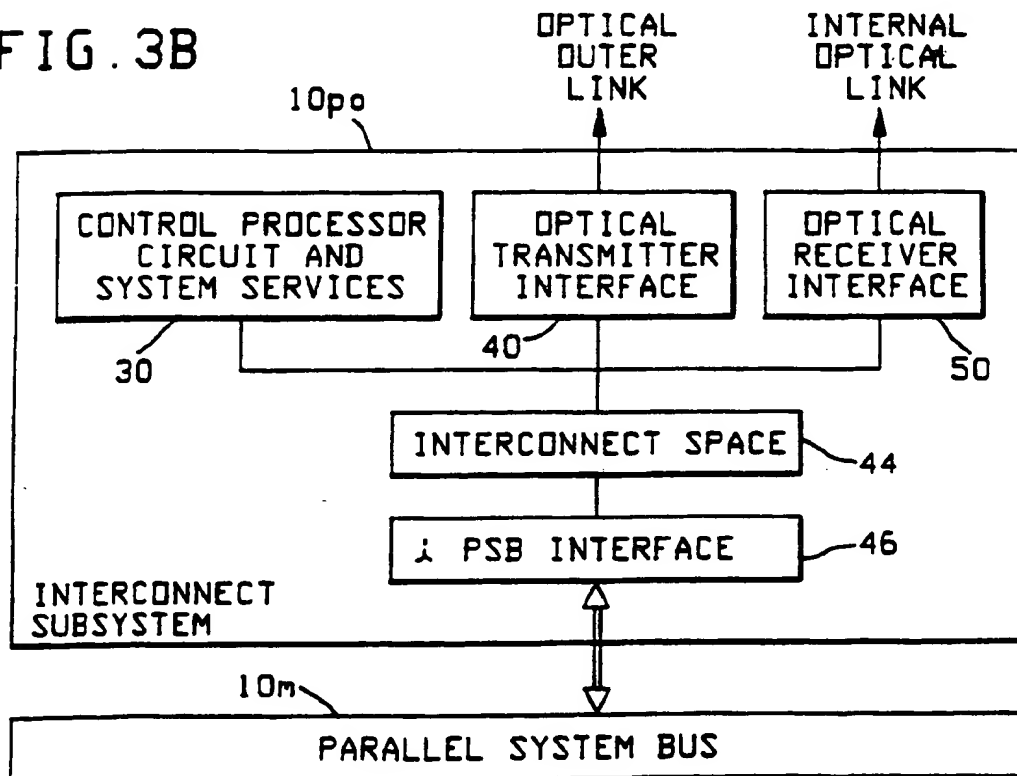 FIG.3B
OPTICAL
OUTER
LINK
INTERNAL
OPTICAL
LINK
10po
CONTROL PROCESSOR
CIRCUIT AND
SYSTEM SERVICES
OPTICAL
TRANSMITTER
INTERFACE
OPTICAL
RECEIVER
INTERFACE
30
40
50
INTERCONNECT SPACE
44
i PSB INTERFACE
46
INTERCONNECT
SUBSYSTEM
10m
PARALLEL SYSTEM BUS